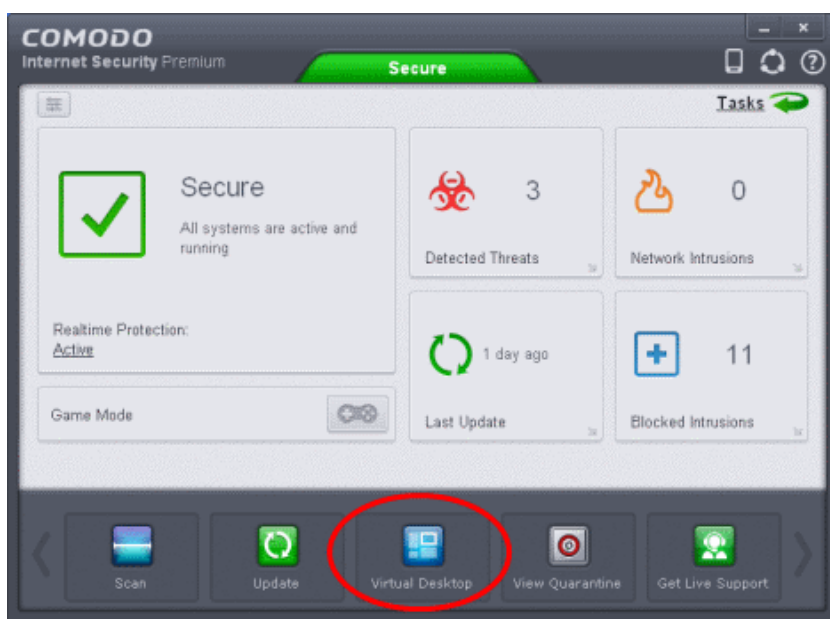 COMODO
Internet Security Premium
Secure
Tasks
Secure
All systems are active and
running
Realtime Protection:
Active
Game Mode
3
Detected Threats
0
Network Intrusions
1 day ago
Last Update
11
Blocked Intrusions
Scan
Update
Virtual Desktop
View Quarantine
Get Live Support